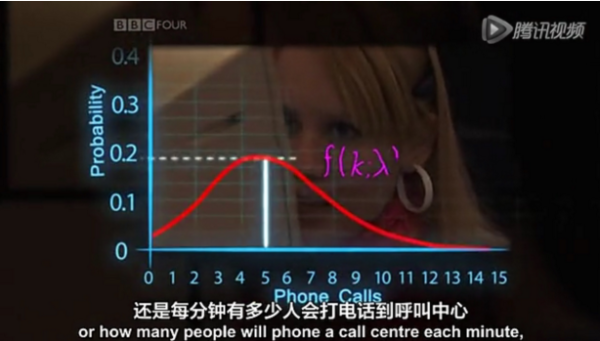 BBC FOUR
腾讯视频
Probability
0.4
0.3
0.2
0.1
0
f(k;λ)
0 1 2 3 4 5 6 7 8 9 10 11 12 13 14 15
Phone Calls
还是每分钟有多少人会打电话到呼叫中心
or how many people will phone a call centre each minute,